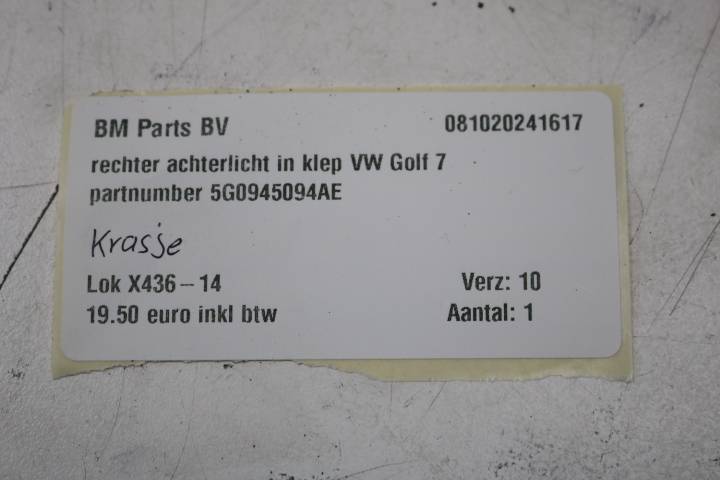 BM Parts BV 081020241617
rechter achterlicht in klep VW Golf 7
partnumber 5G0945094AE
Krasje
Lok X436-14 Verz: 10
19.50 euro inkl btw Aantal: 1